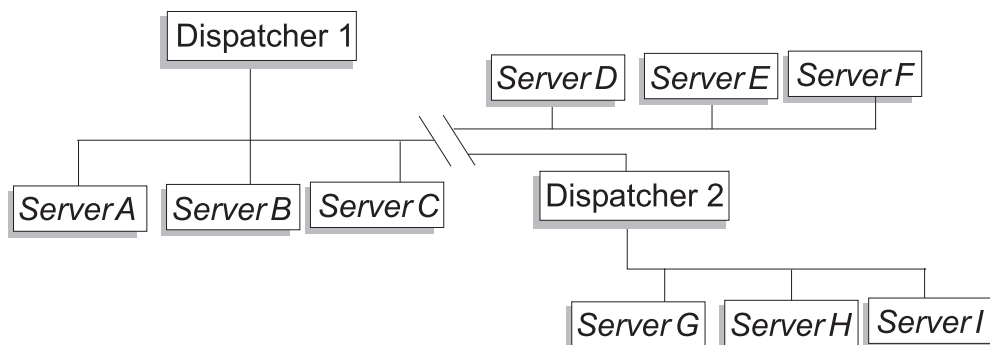 Dispatcher 1
Server D
Server E
Server F
Server A
Server B
Server C
Dispatcher 2
Server G
Server H
Server I